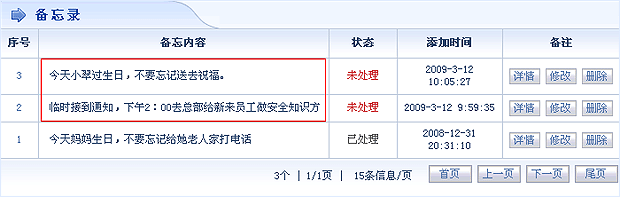 备忘录
序号 备忘内容 状态 添加时间 备注
3 今天小翠过生日，不要忘记送去祝福。 未处理 2009-3-12 10:05:27 详情 修改 删除
2 临时接到通知，下午2：00去总部给新来员工做安全知识方 未处理 2009-3-12 9:59:35 详情 修改 删除
1 今天妈妈生日，不要忘记给她老人家打电话 已处理 2008-12-31 20:31:10 详情 修改 删除
3个 | 1/1页 | 15条信息/页 首页 上一页 下一页 尾页